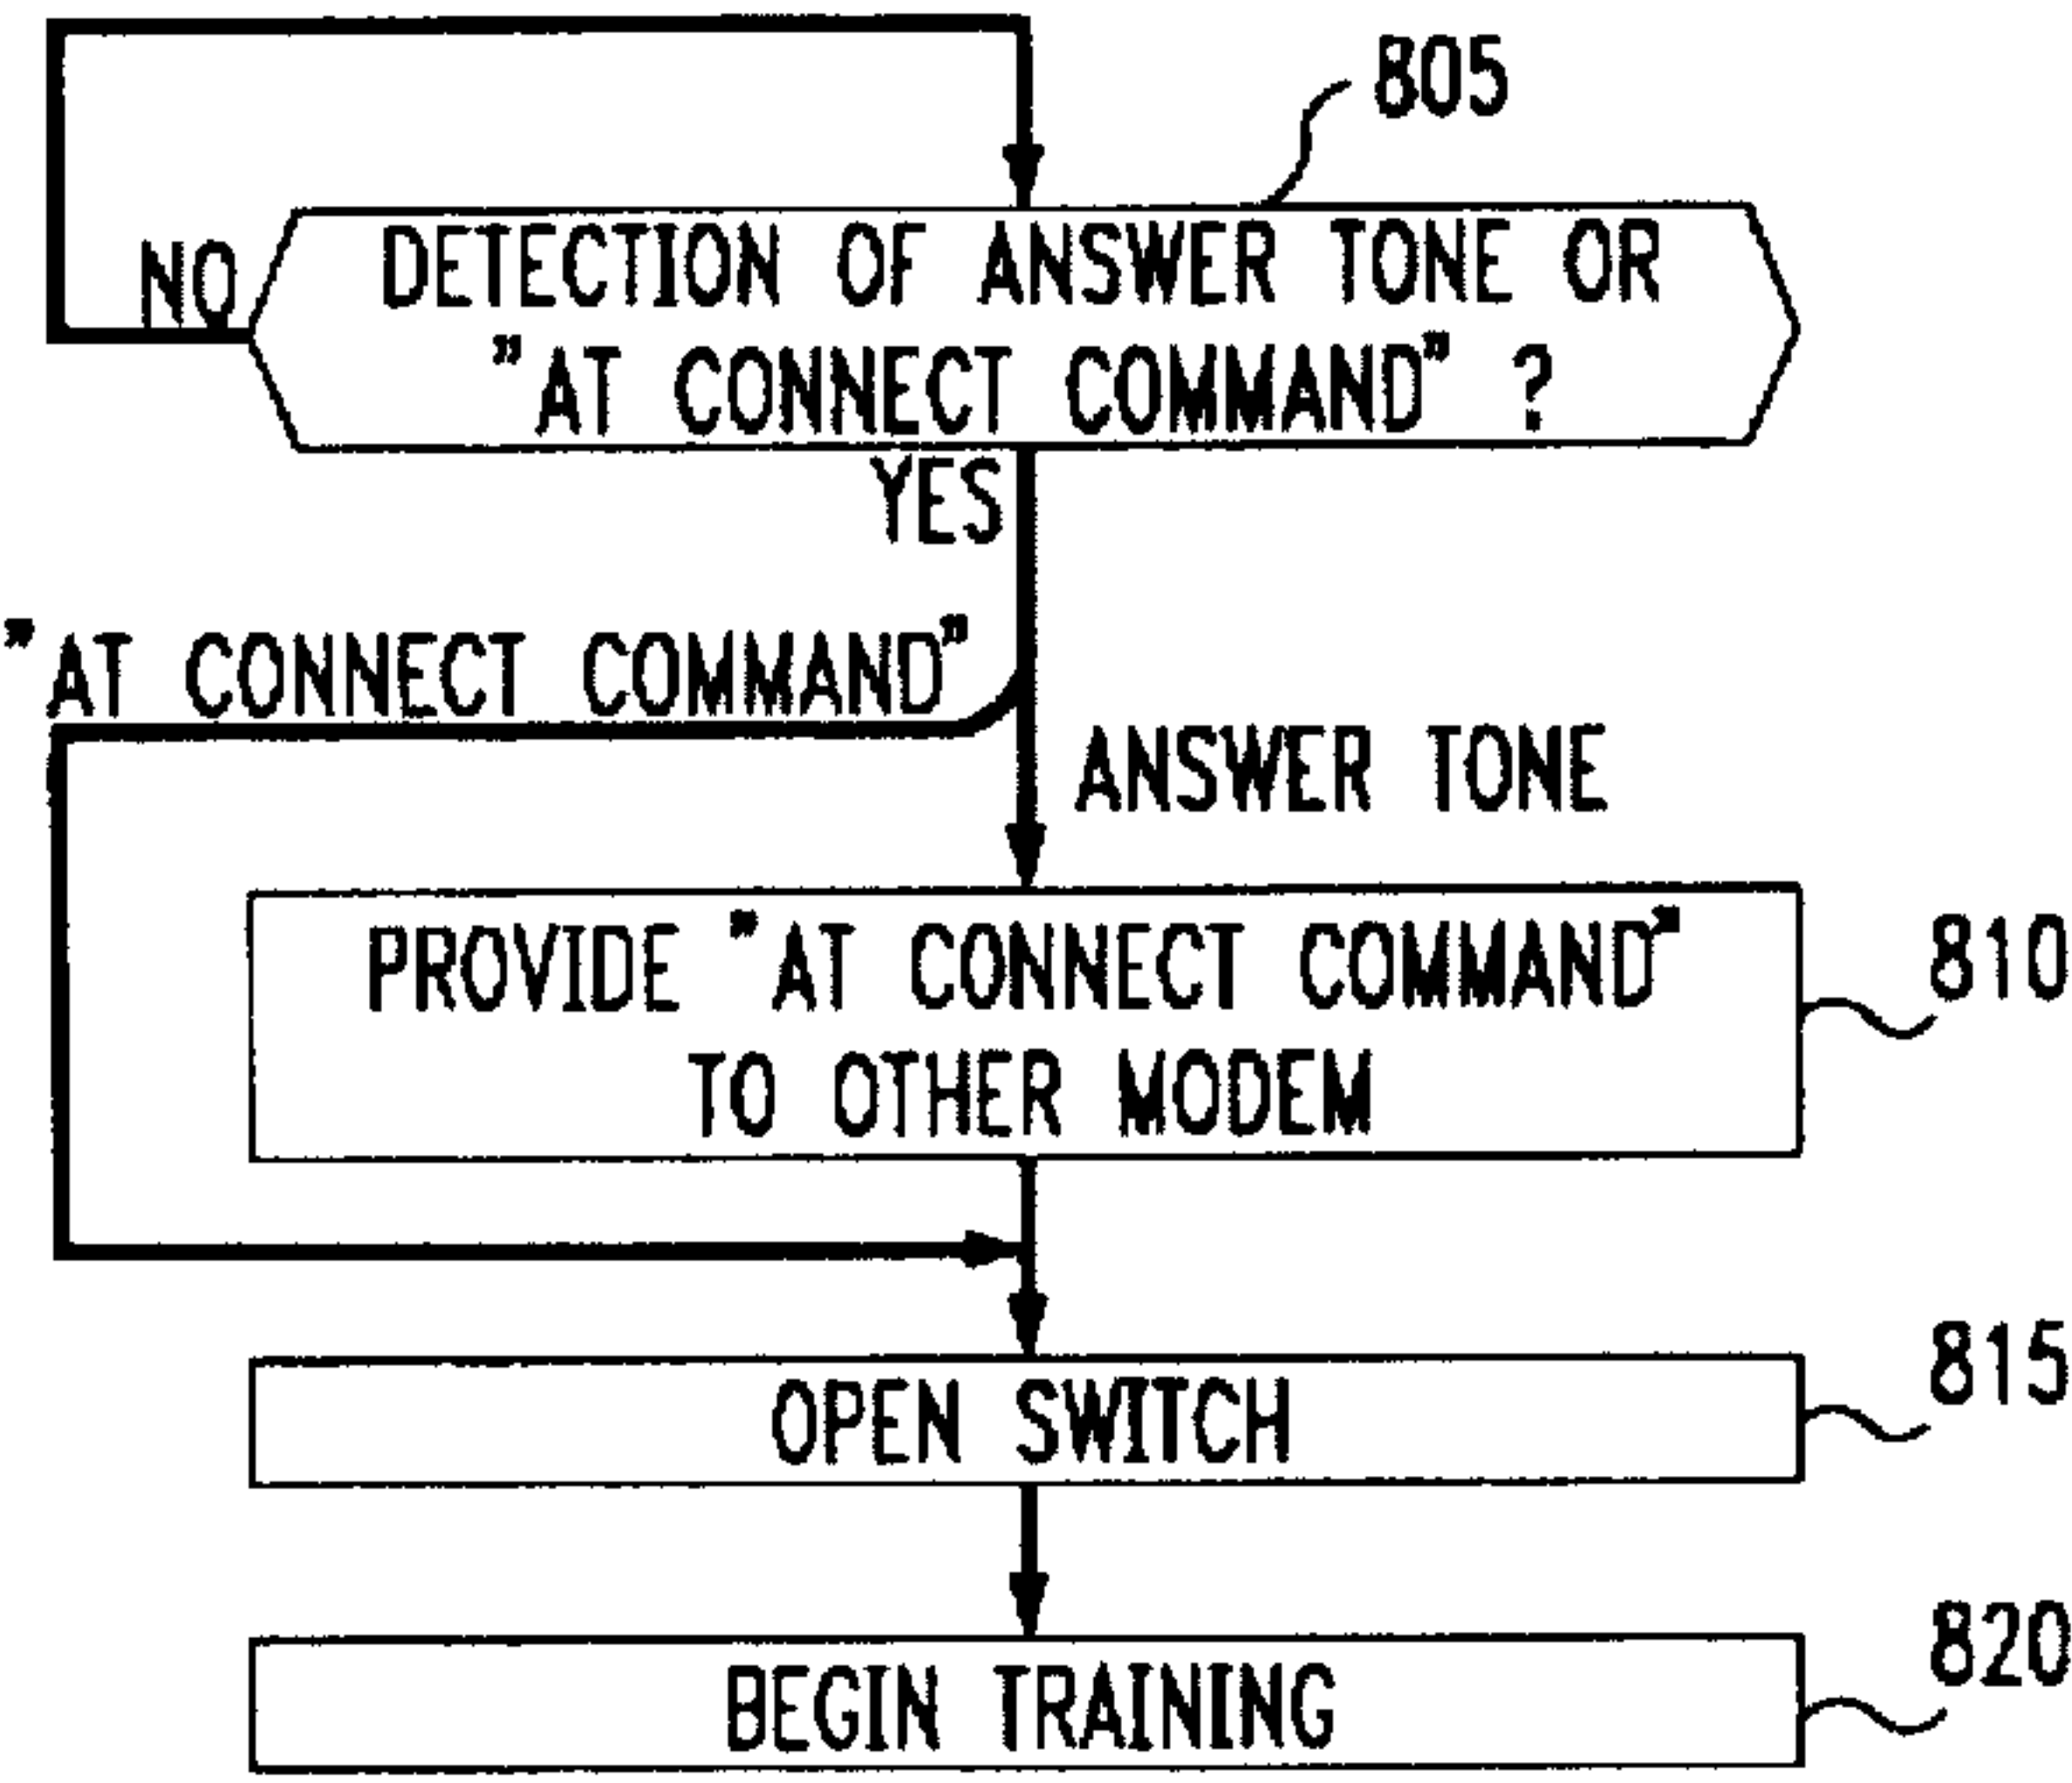 805
DETECTION OF ANSWER TONE OR
"AT CONNECT COMMAND" ?
NO
YES
"AT CONNECT COMMAND"
ANSWER TONE
PROVIDE "AT CONNECT COMMAND"
TO OTHER MODEM
810
OPEN SWITCH
815
BEGIN TRAINING
820